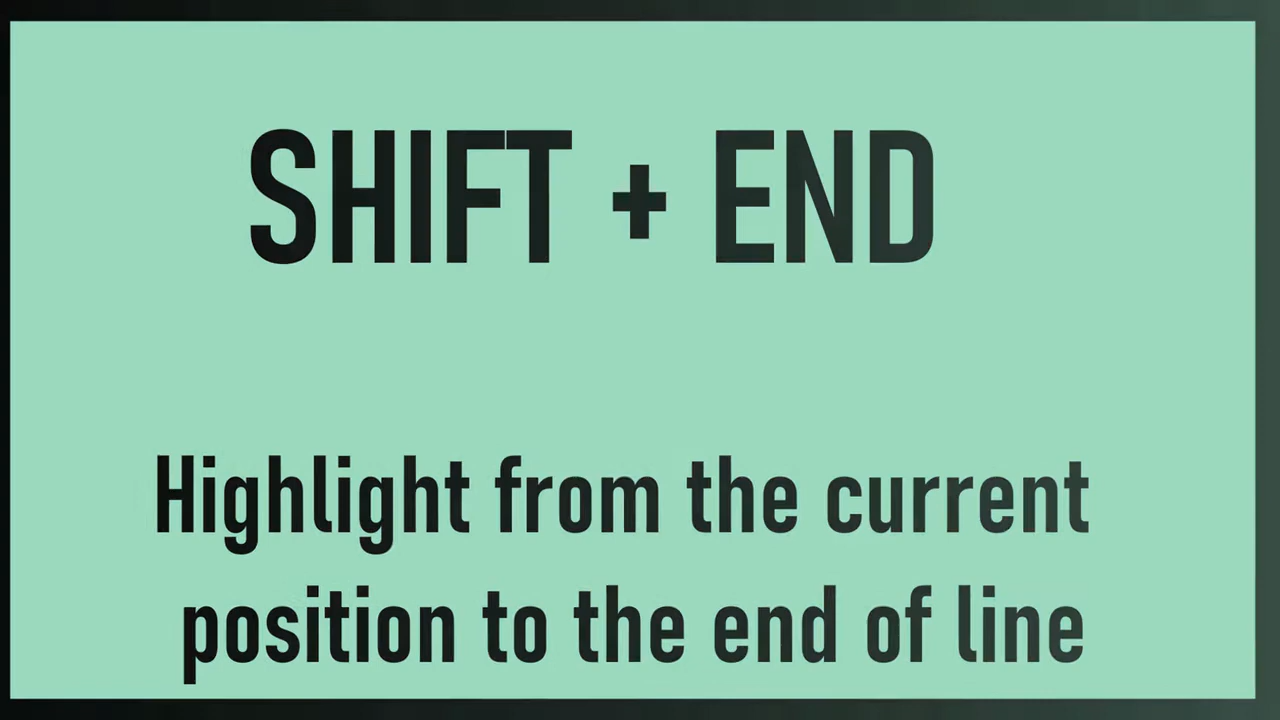 SHIFT + END
Highlight from the current
position to the end of line